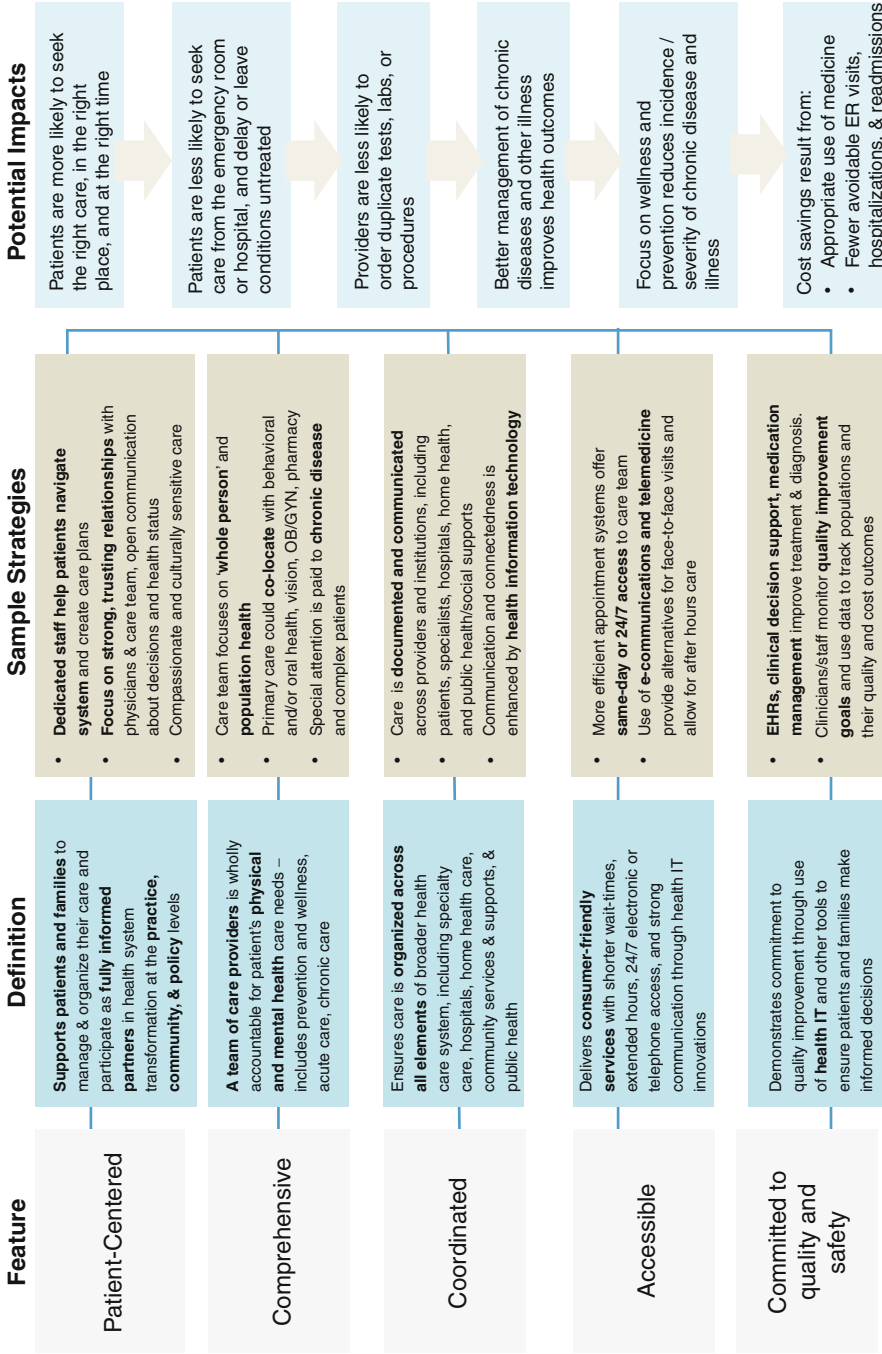 Feature
Definition
Sample Strategies
Potential Impacts
Patient-Centered
Supports patients and families to
manage & organize their care and
participate as fully informed
partners in health system
transformation at the practice,
community, & policy levels
• Dedicated staff help patients navigate
system and create care plans
• Focus on strong, trusting relationships with
physicians & care team, open communication
about decisions and health status
• Compassionate and culturally sensitive care
Comprehensive
A team of care providers is wholly
accountable for patient's physical
and mental health care needs –
includes prevention and wellness,
acute care, chronic care
• Care team focuses on 'whole person' and
population health
• Primary care could co-locate with behavioral
and/or oral health, vision, OB/GYN, pharmacy
• Special attention is paid to chronic disease
and complex patients
Coordinated
Ensures care is organized across
all elements of broader health
care system, including specialty
care, hospitals, home health care,
community services & supports, &
public health
• Care is documented and communicated
across providers and institutions, including
patients, specialists, hospitals, home health,
and public health/social supports
• Communication and connectedness is
enhanced by health information technology
Accessible
Delivers consumer-friendly
services with shorter wait-times,
extended hours, 24/7 electronic or
telephone access, and strong
communication through health IT
innovations
• More efficient appointment systems offer
same-day or 24/7 access to care team
• Use of e-communications and telemedicine
provide alternatives for face-to-face visits and
allow for after hours care
Committed to
quality and
safety
Demonstrates commitment to
quality improvement through use
of health IT and other tools to
ensure patients and families make
informed decisions
• EHRs, clinical decision support, medication
management improve treatment & diagnosis.
• Clinicians/staff monitor quality improvement
goals and use data to track populations and
their quality and cost outcomes
Patients are more likely to seek
the right care, in the right
place, and at the right time
Patients are less likely to seek
care from the emergency room
or hospital, and delay or leave
conditions untreated
Providers are less likely to
order duplicate tests, labs, or
procedures
Better management of chronic
diseases and other illness
improves health outcomes
Focus on wellness and
prevention reduces incidence /
severity of chronic disease and
illness
Cost savings result from:
• Appropriate use of medicine
• Fewer avoidable ER visits,
hospitalizations, & readmissions